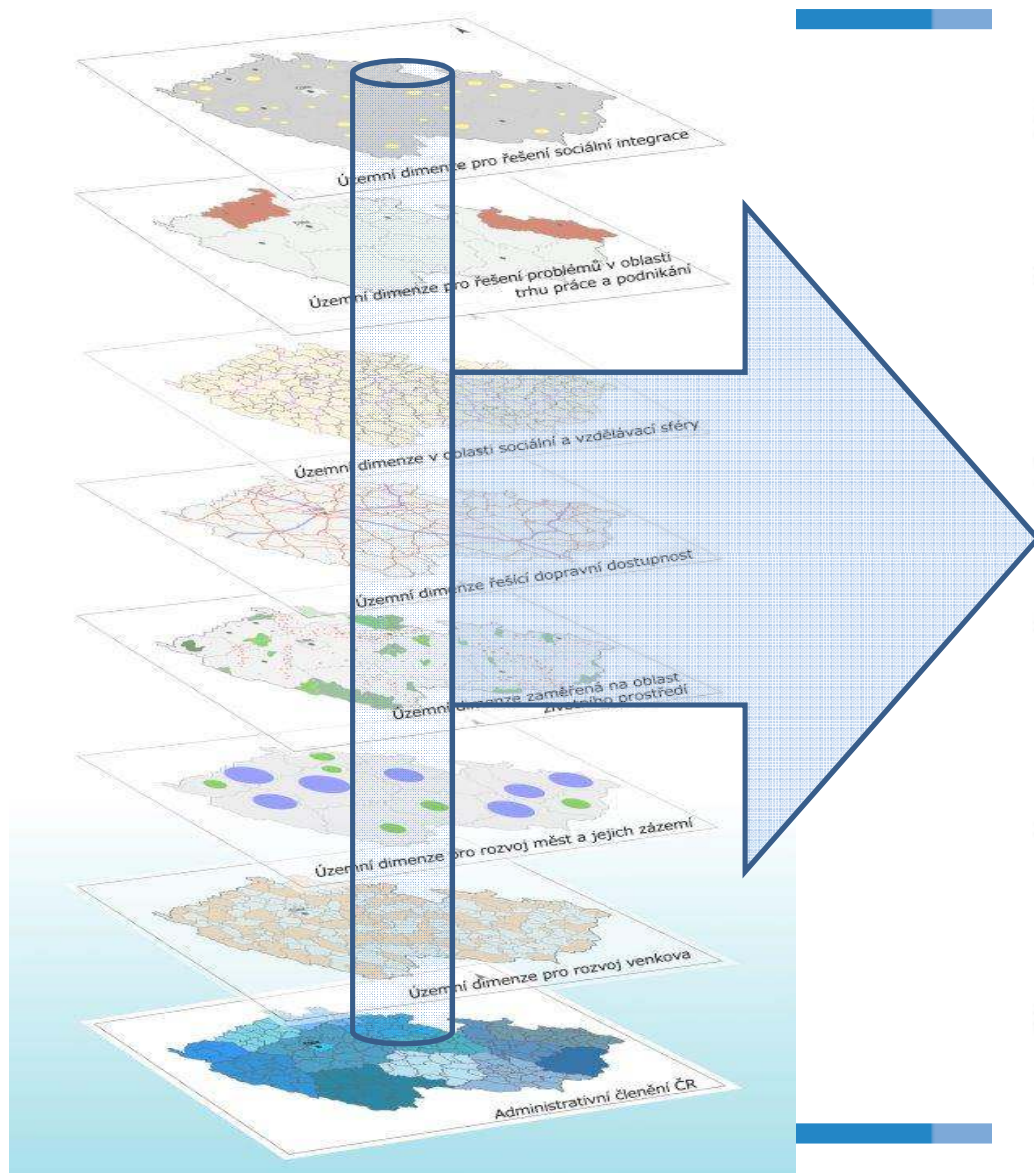 Územní dimenze pro řešení sociální integrace
Územní dimenze pro řešení problémů v oblasti
trhu práce a podnikání
Územní dimenze v oblasti sociální a vzdělávací sféry
Územní dimenze řešící dopravní dostupnost
Územní dimenze zaměřená na oblast
životního prostředí
Územní dimenze pro rozvoj měst a jejich zázemí
Územní dimenze pro rozvoj venkova
Administrativní členění ČR